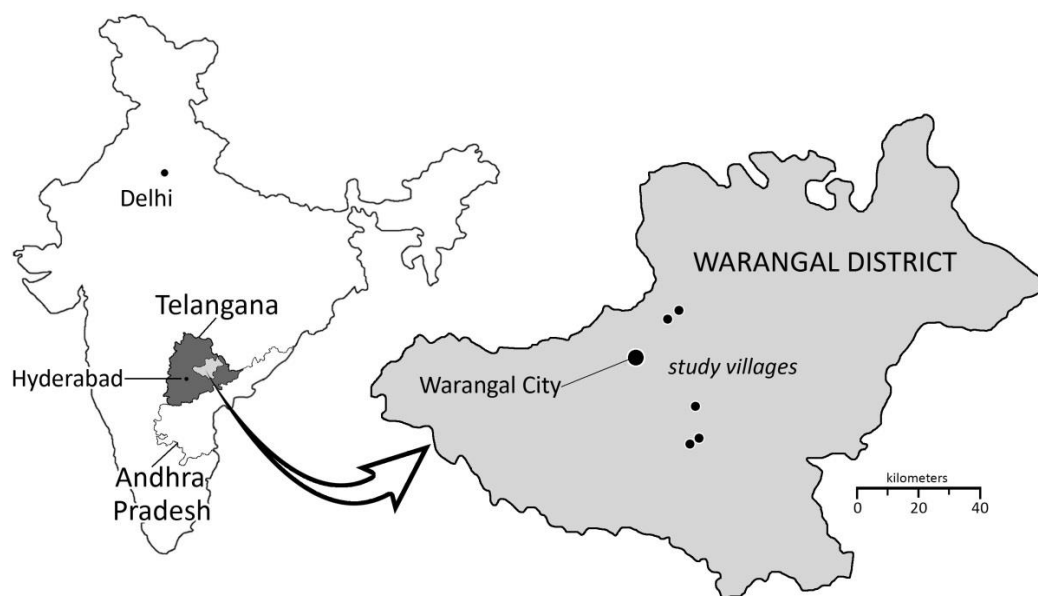 Delhi
Telangana
Hyderabad
Andhra
Pradesh
WARANGAL DISTRICT
Warangal City
study villages
kilometers
0 20 40